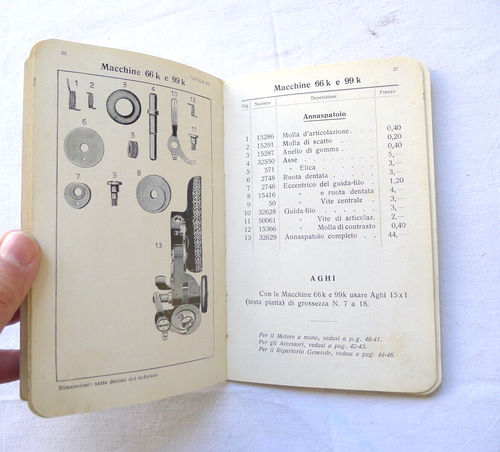 26
Macchine 66 k e 99 k
1
2
3
4
5
10
12
11
6
8
7
9
13
Dimensioni: sette decimi del naturale.
27
Macchine 66 k e 99 k
Fig. Numero Descrizione Prezzo
Annaspatoio
1 15286 Molla d'articolazione . 0,40
2 15291 Molla di scatto . . 0,20
3 15287 Anello di gomma . . 0,40
4 32550 Asse . . . . 5,—
5 571 » Elica . . . . 3,—
6 2748 Ruota dentata . . 1,20
7 2746 Eccentrico del guida-filo . 4,—
8 15416 » e ruota dentata 4,—
9 50 » Vite centrale . 3,—
10 32628 Guida-filo . . . . . . 3,—
11 50061 » Vite di articolaz. 2,—
12 15366 » Molla di contrasto 0,40
13 32629 Annaspatoio completo . . 44,—
AGHI
Con le Macchine 66 k e 99 k usare Aghi 15 x 1
(testa piatta) di grossezza N. 7 a 18.
Per il Motore a mano, vedasi a pag. 40-41.
Per gli Accessori, vedasi a pag. 42-43.
Per il Repertorio Generale, vedasi a pag. 44-48.